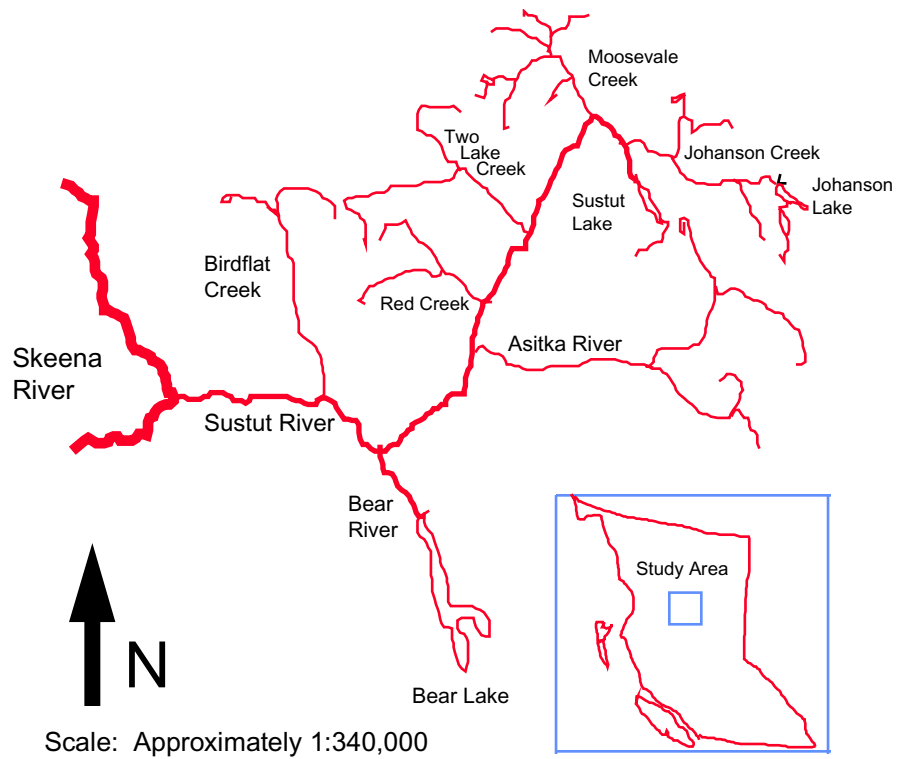 Moosevale
Creek
Two
Lake
Creek
Johanson Creek
Johanson
Lake
Sustut
Lake
Birdflat
Creek
Red Creek
Asitka River
Skeena
River
Sustut River
Bear
River
Study Area
N
Bear Lake
Scale: Approximately 1:340,000